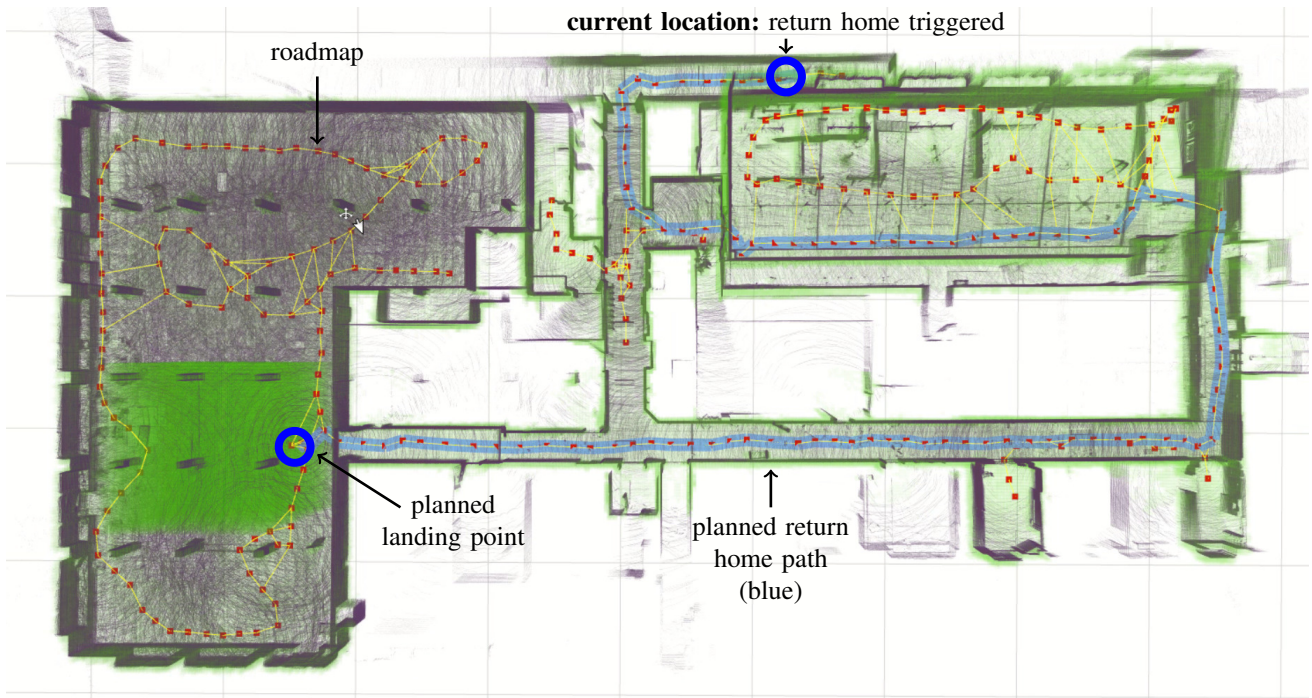 current location: return home triggered
roadmap
planned
landing point
planned return
home path
(blue)